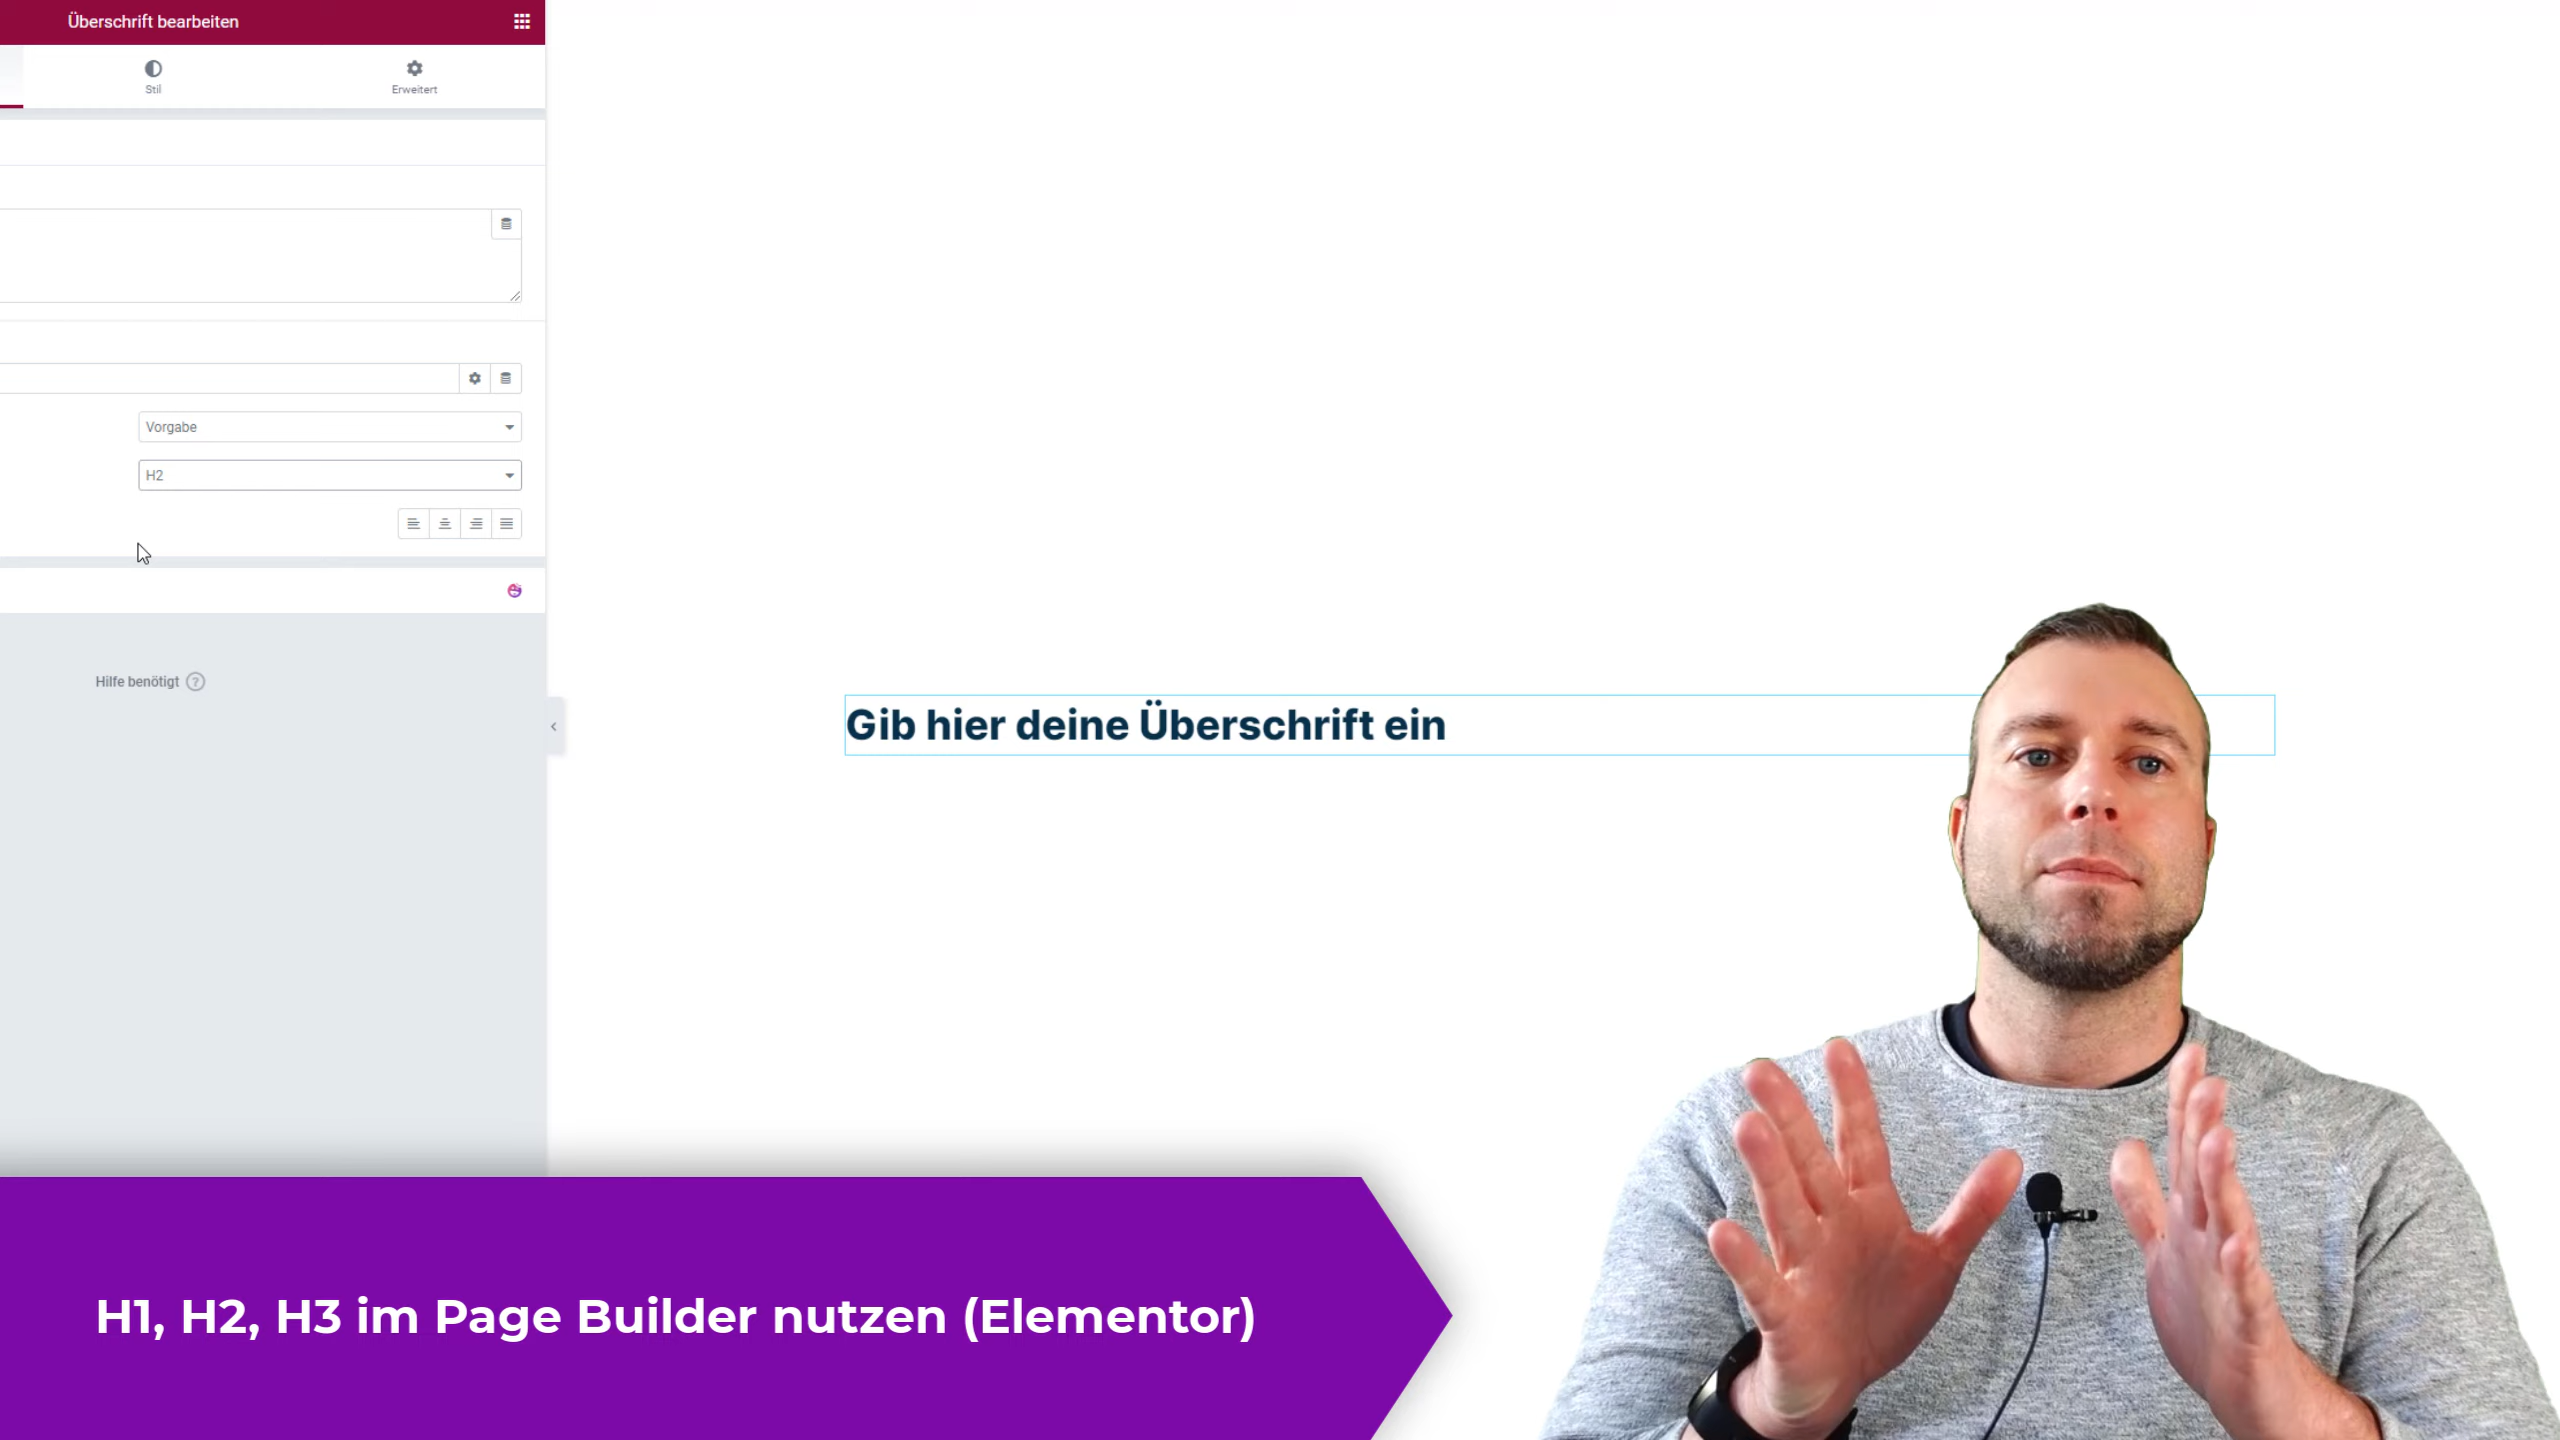 Überschrift bearbeiten
Stil
Erweitert
Vorgabe
H2
Hilfe benötigt ?
Gib hier deine Überschrift ein
H1, H2, H3 im Page Builder nutzen (Elementor)